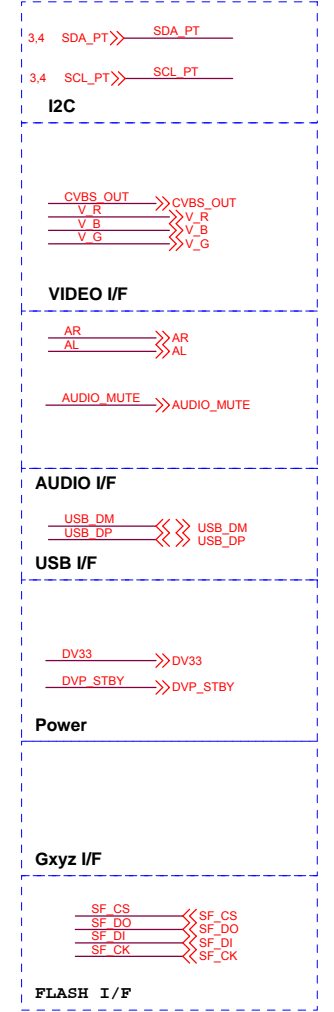 3,4 SDA_PT SDA_PT
3,4 SCL_PT SCL_PT
I2C
CVBS_OUT CVBS_OUT
V_R V_R
V_B V_B
V_G V_G
VIDEO I/F
AR AR
AL AL
AUDIO_MUTE AUDIO_MUTE
AUDIO I/F
USB_DM USB_DM
USB_DP USB_DP
USB I/F
DV33 DV33
DVP_STBY DVP_STBY
Power
Gxyz I/F
SF_CS SF_CS
SF_DO SF_DO
SF_DI SF_DI
SF_CK SF_CK
FLASH I/F